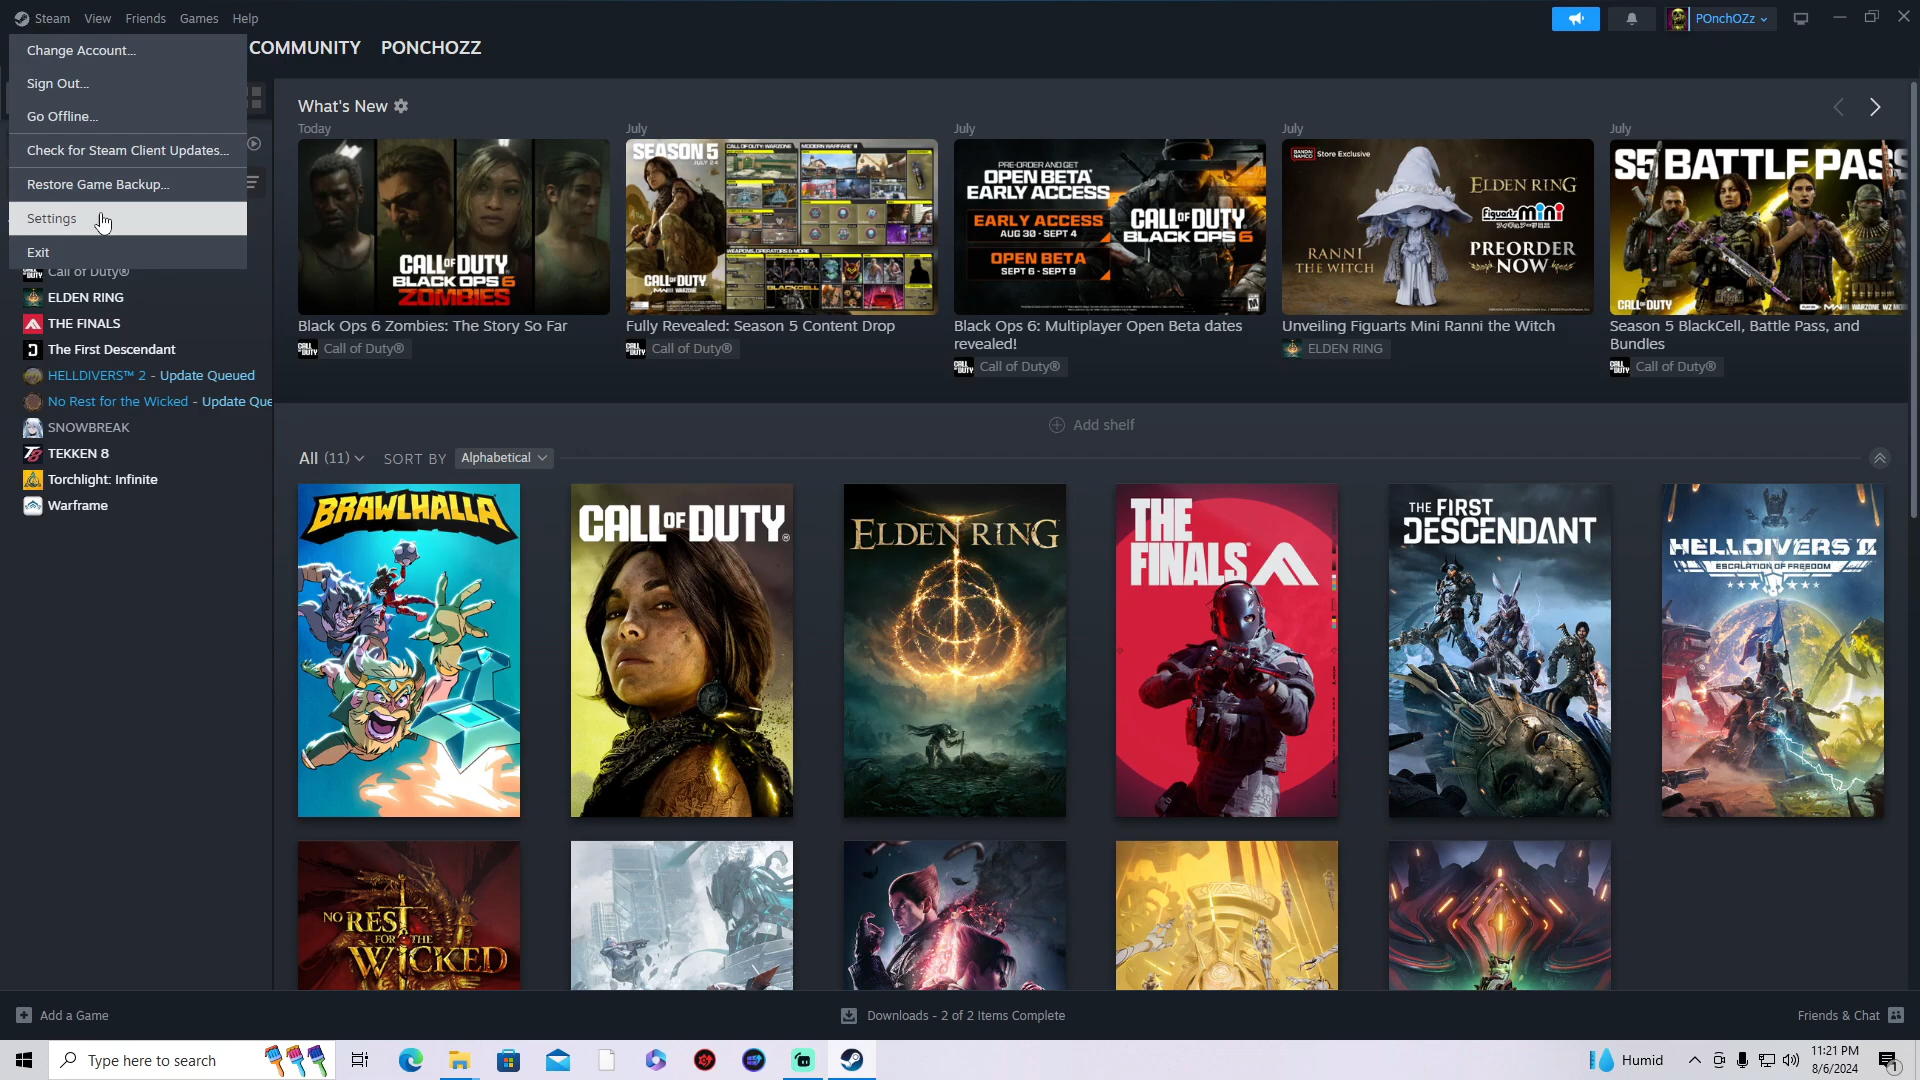 Steam View Friends Games Help
POnchOZz
Change Account...
Sign Out...
Go Offline...
Check for Steam Client Updates...
Restore Game Backup...
Settings
Exit
COMMUNITY PONCHOZZ
Call of Duty®
ELDEN RING
THE FINALS
The First Descendant
HELLDIVERS™ 2 - Update Queued
No Rest for the Wicked - Update Que
SNOWBREAK
TEKKEN 8
Torchlight: Infinite
Warframe
What's New
Today
CALL OF DUTY
BLACK OPS 6
ZOMBIES
Black Ops 6 Zombies: The Story So Far
Call of Duty®
July
SEASON 5
JULY 24
CALL OF DUTY: WARZONE
Fully Revealed: Season 5 Content Drop
Call of Duty®
July
PRE-ORDER AND GET
OPEN BETA
EARLY ACCESS
EARLY ACCESS
AUG 30 - SEPT 4
OPEN BETA
SEPT 6 - SEPT 9
CALL OF DUTY
BLACK OPS 6
Black Ops 6: Multiplayer Open Beta dates
revealed!
Call of Duty®
July
BANDAI NAMCO Store Exclusive
ELDEN RING
figuarts mini
RANNI
THE WITCH
PREORDER
NOW
Unveiling Figuarts Mini Ranni the Witch
ELDEN RING
July
S5 BATTLE PASS
CALL OF DUTY
Season 5 BlackCell, Battle Pass, and
Bundles
Call of Duty®
Add shelf
All (11) SORT BY Alphabetical
BRAWLHALLA
CALL OF DUTY®
ELDEN RING
THE
FINALS
THE FIRST
DESCENDANT
HELLDIVERS II
ESCALATION OF FREEDOM
NO REST
FOR THE
WICKED
Add a Game
Downloads - 2 of 2 Items Complete
Friends & Chat
Type here to search
Humid
11:21 PM
8/6/2024
1